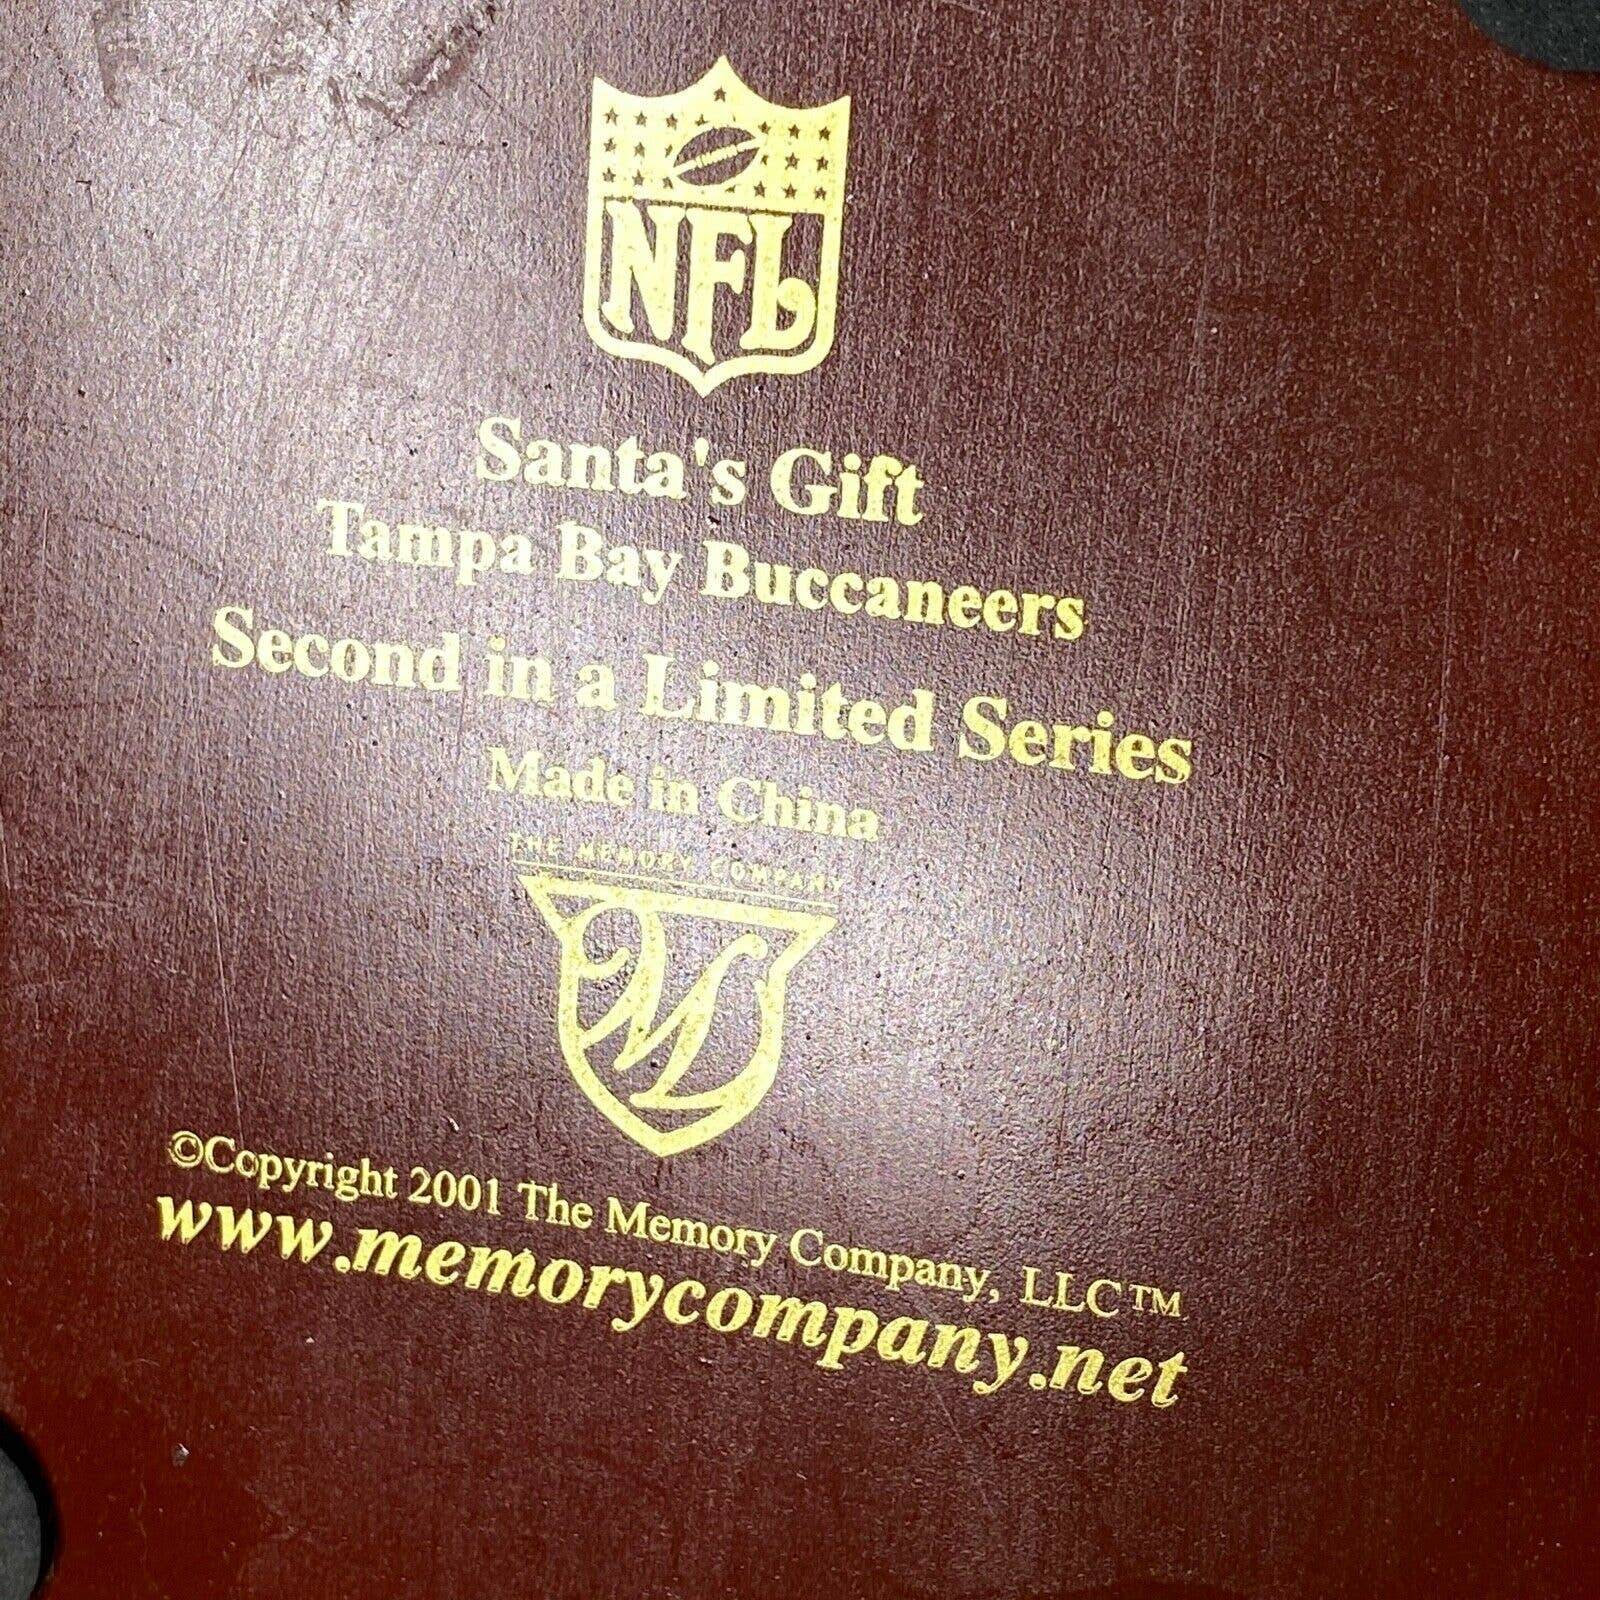 NFL
Santa's Gift
Tampa Bay Buccaneers
Second in a Limited Series
Made in China
THE MEMORY COMPANY
M
©Copyright 2001 The Memory Company, LLC™
www.memorycompany.net